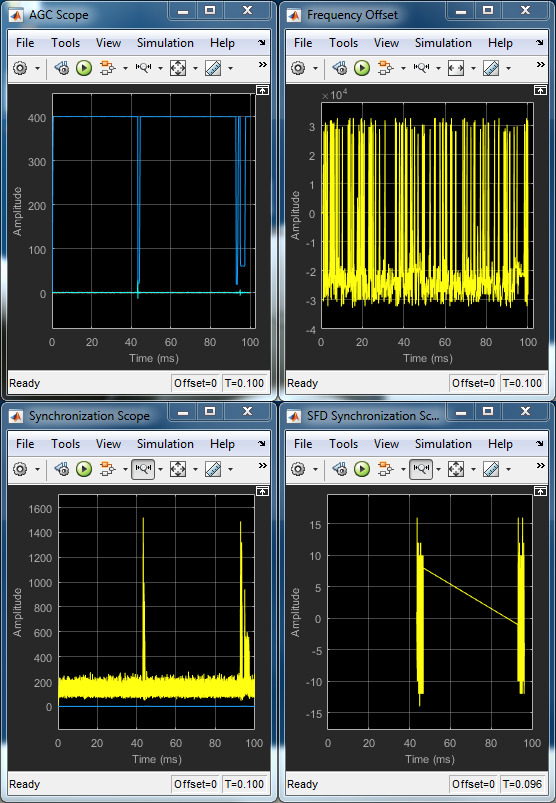 AGC Scope
File Tools View Simulation Help
400
300
200
100
0
Amplitude
0 20 40 60 80 100
Time (ms)
Ready Offset=0 T=0.100
Frequency Offset
File Tools View Simulation Help
×10⁴
3
2
1
0
-1
-2
-3
-4
Amplitude
0 20 40 60 80 100
Time (ms)
Ready Offset=0 T=0.100
Synchronization Scope
File Tools View Simulation Help
1600
1400
1200
1000
800
600
400
200
0
Amplitude
0 20 40 60 80 100
Time (ms)
Ready Offset=0 T=0.100
SFD Synchronization Sc...
File Tools View Simulation Help
15
10
5
0
-5
-10
-15
Amplitude
0 20 40 60 80 100
Time (ms)
Ready Offset=0 T=0.096